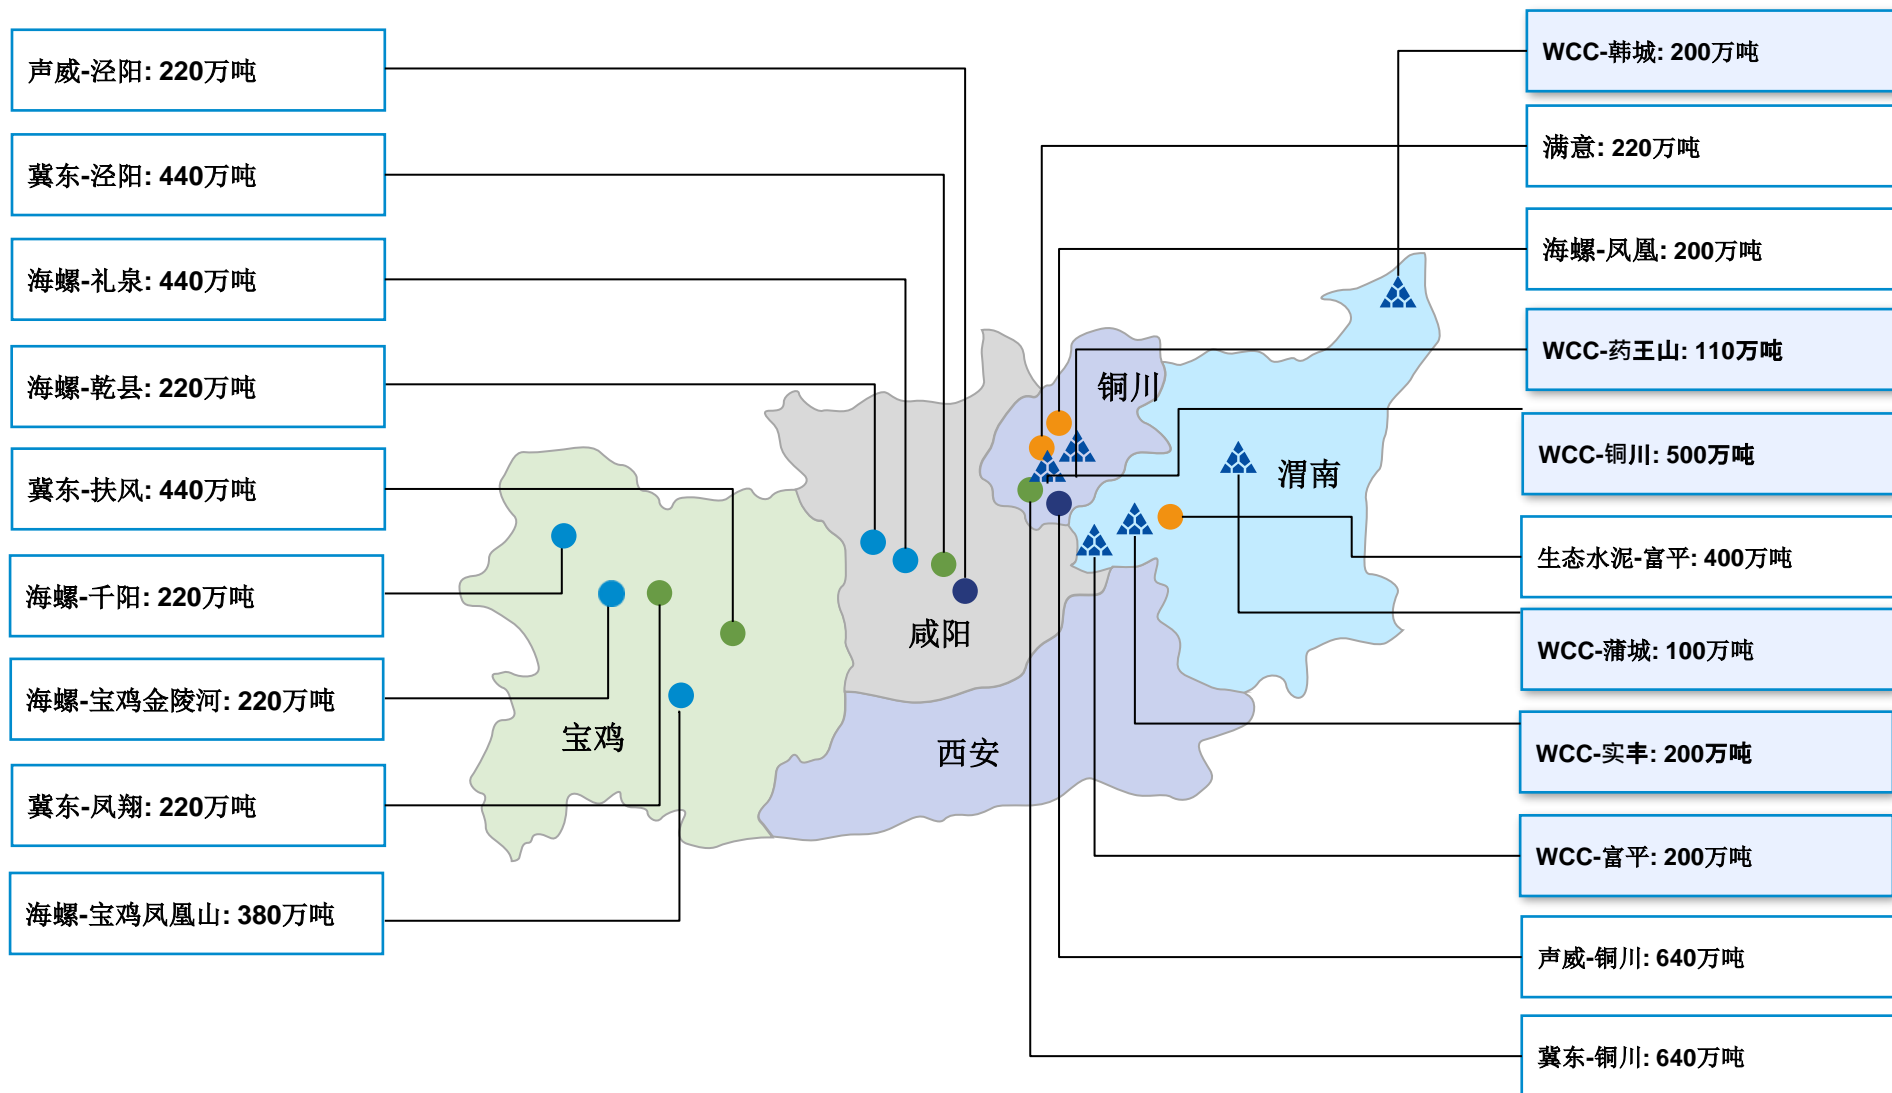 声威-泾阳: 220万吨
冀东-泾阳: 440万吨
海螺-礼泉: 440万吨
海螺-乾县: 220万吨
冀东-扶风: 440万吨
海螺-千阳: 220万吨
海螺-宝鸡金陵河: 220万吨
冀东-凤翔: 220万吨
海螺-宝鸡凤凰山: 380万吨
铜川
渭南
咸阳
宝鸡
西安
WCC-韩城: 200万吨
满意: 220万吨
海螺-凤凰: 200万吨
WCC-药王山: 110万吨
WCC-铜川: 500万吨
生态水泥-富平: 400万吨
WCC-蒲城: 100万吨
WCC-实丰: 200万吨
WCC-富平: 200万吨
声威-铜川: 640万吨
冀东-铜川: 640万吨